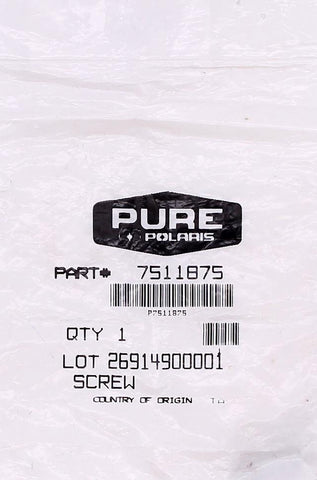 PURE
POLARIS
PART# 7511875
P7511875
QTY 1
LOT 26914900001
SCREW
COUNTRY OF ORIGIN